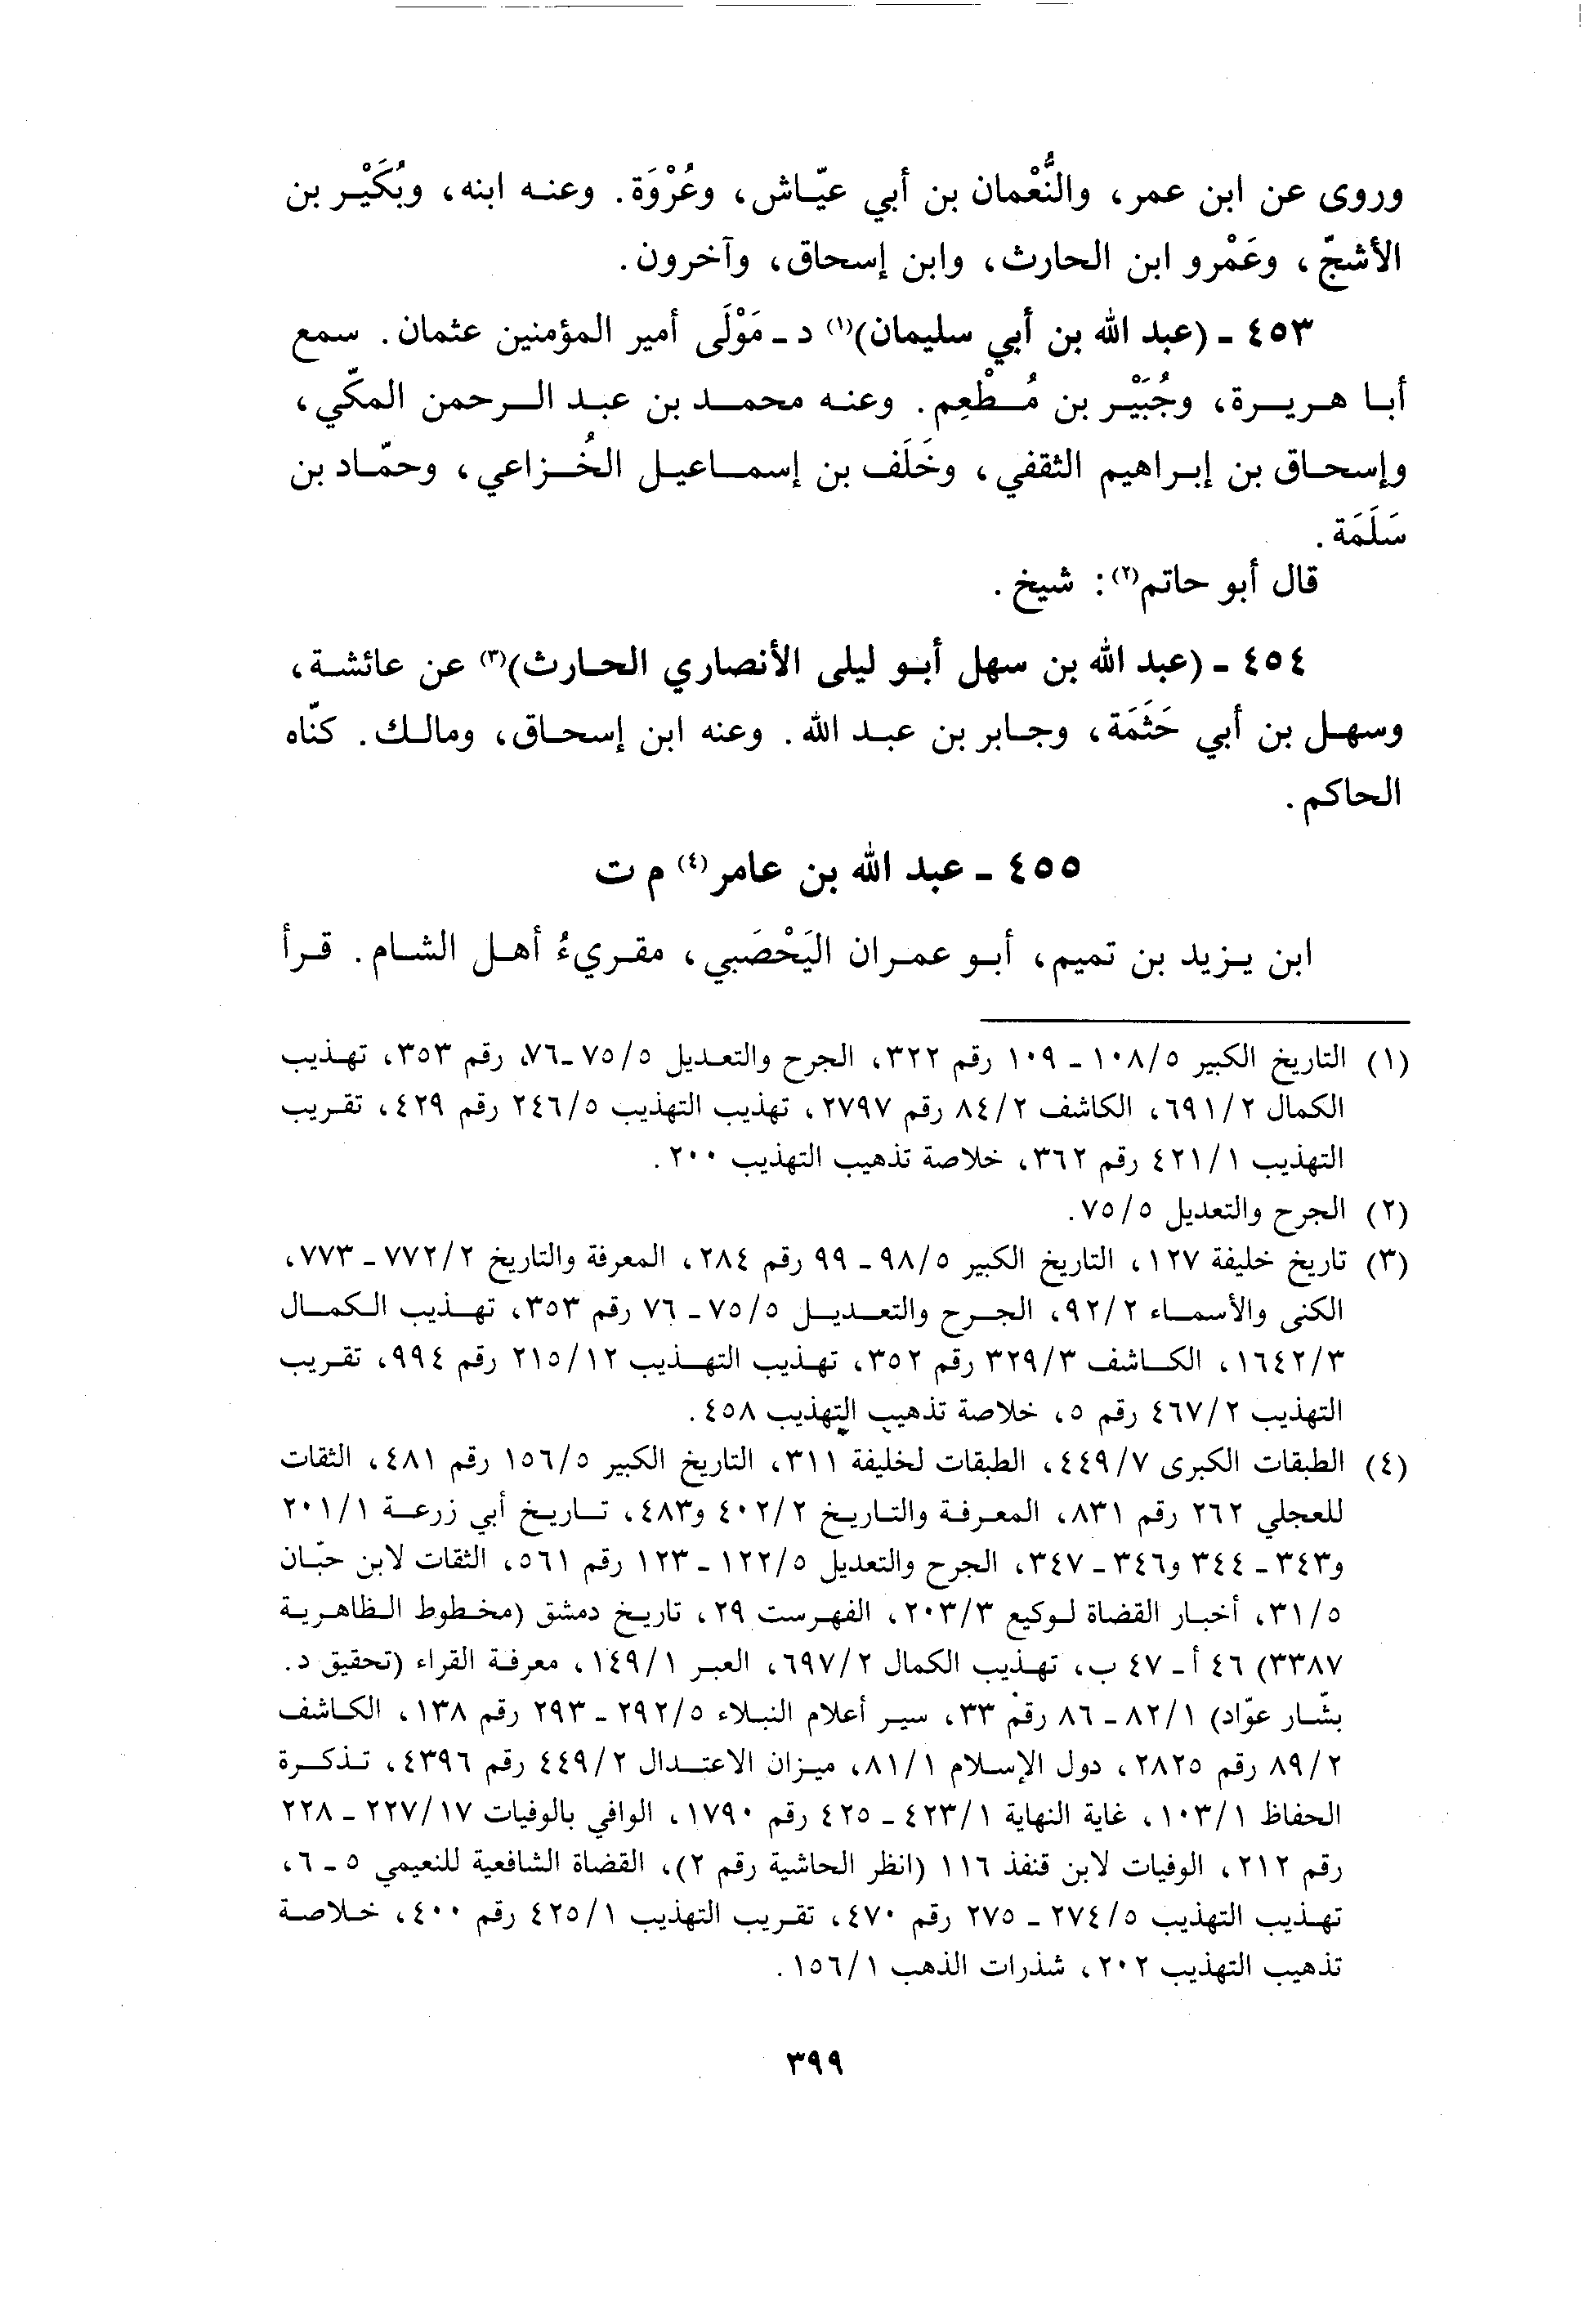 وروى عن ابن عمر، والنُّعْمان بن أبي عيّاش، وعُرْوَة. وعنه ابنه، وبُكَيْر بن
الأشجّ، وعَمْرو ابن الحارث، وابن إسحاق، وآخرون.
٤٥٣ - (عبد الله بن أبي سليمان)(١) د - مَوْلَى أمير المؤمنين عثمان. سمع
أبا هريرة، وجُبَيْر بن مُطْعِم. وعنه محمد بن عبد الرحمن المكّي،
وإسحاق بن إبراهيم الثقفي، وخَلَف بن إسماعيل الخُزاعي، وحمّاد بن
سَلَمَة.
قال أبو حاتم(٢): شيخ.
٤٥٤ - (عبد الله بن سهل أبو ليلى الأنصاري الحارث)(٣) عن عائشة،
وسهل بن أبي حَثَمَة، وجابر بن عبد الله. وعنه ابن إسحاق، ومالك. كنّاه
الحاكم.
٤٥٥ - عبد الله بن عامر(٤) م ت
ابن يزيد بن تميم، أبو عمران اليَحْصَبي، مقريءُ أهل الشام. قرأ
(١) التاريخ الكبير ١٠٨/٥ - ١٠٩ رقم ٣٢٢، الجرح والتعديل ٧٥/٥-٧٦، رقم ٣٥٣، تهذيب
الكمال ٦٩١/٢، الكاشف ٨٤/٢ رقم ٢٧٩٧، تهذيب التهذيب ٢٤٦/٥ رقم ٤٢٩، تقريب
التهذيب ٤٢١/١ رقم ٣٦٢، خلاصة تذهيب التهذيب ٢٠٠.
(٢) الجرح والتعديل ٧٥/٥.
(٣) تاريخ خليفة ١٢٧، التاريخ الكبير ٩٨/٥ - ٩٩ رقم ٢٨٤، المعرفة والتاريخ ٧٧٢/٢ - ٧٧٣،
الكنى والأسماء ٩٢/٢، الجرح والتعديل ٧٥/٥ - ٧٦ رقم ٣٥٣، تهذيب الكمال
١٦٤٢/٣، الكاشف ٣٢٩/٣ رقم ٣٥٢، تهذيب التهذيب ٢١٥/١٢ رقم ٩٩٤، تقريب
التهذيب ٤٦٧/٢ رقم ٥، خلاصة تذهيب التهذيب ٤٥٨.
(٤) الطبقات الكبرى ٤٤٩/٧، الطبقات لخليفة ٣١١، التاريخ الكبير ١٥٦/٥ رقم ٤٨١، الثقات
للعجلي ٢٦٢ رقم ٨٣١، المعرفة والتاريخ ٤٠٢/٢ و٤٨٣، تاريخ أبي زرعة ٢٠١/١
و٣٤٣ - ٣٤٤ و٣٤٦ - ٣٤٧، الجرح والتعديل ١٢٢/٥ - ١٢٣ رقم ٥٦١، الثقات لابن حبّان
٣١/٥، أخبار القضاة لوكيع ٢٠٣/٣، الفهرست ٢٩، تاريخ دمشق (مخطوط الظاهرية
٣٣٨٧) ٤٦ أ - ٤٧ ب، تهذيب الكمال ٦٩٧/٢، العبر ١٤٩/١، معرفة القراء (تحقيق د.
بشّار عوّاد) ٨٢/١ - ٨٦ رقم ٣٣، سير أعلام النبلاء ٢٩٢/٥ - ٢٩٣ رقم ١٣٨، الكاشف
٨٩/٢ رقم ٢٨٢٥، دول الإسلام ٨١/١، ميزان الاعتدال ٤٤٩/٢ رقم ٤٣٩٦، تذكرة
الحفاظ ١٠٣/١، غاية النهاية ٤٢٣/١ - ٤٢٥ رقم ١٧٩٠، الوافي بالوفيات ٢٢٧/١٧ - ٢٢٨
رقم ٢١٢، الوفيات لابن قنفذ ١١٦ (انظر الحاشية رقم ٢)، القضاة الشافعية للنعيمي ٥ - ٦،
تهذيب التهذيب ٢٧٤/٥ - ٢٧٥ رقم ٤٧٠، تقريب التهذيب ٤٢٥/١ رقم ٤٠٠، خلاصة
تذهيب التهذيب ٢٠٢، شذرات الذهب ١٥٦/١.
٣٩٩